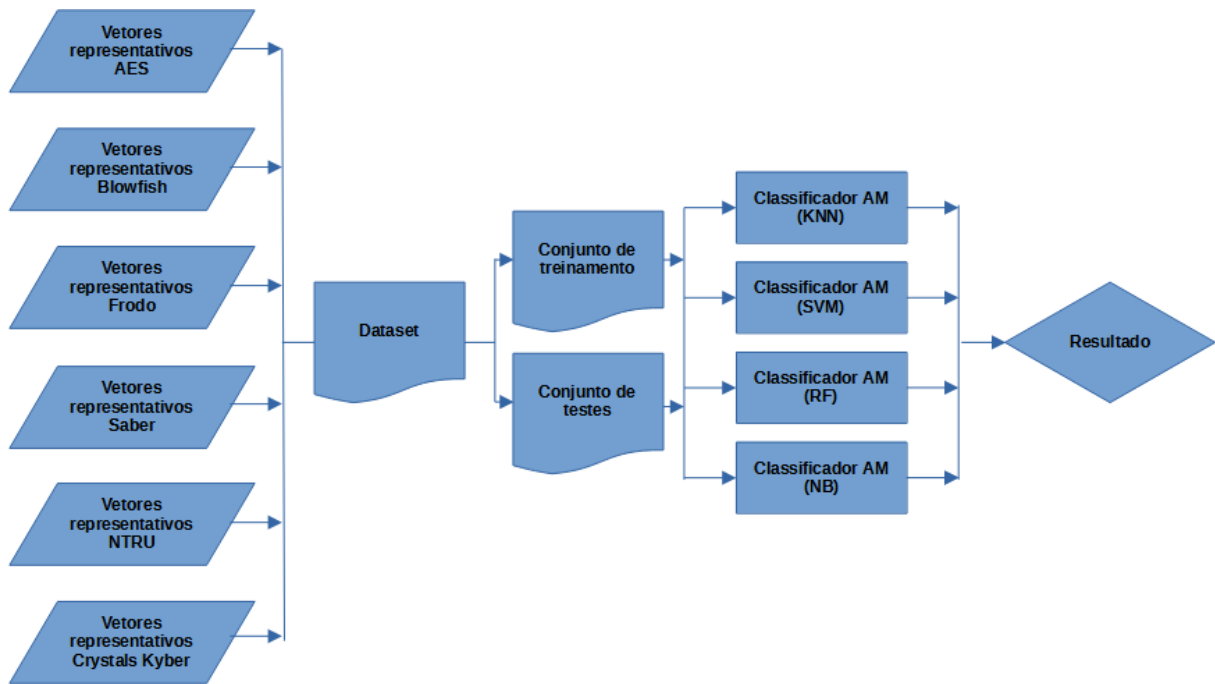 Vetores
representativos
AES
Vetores
representativos
Blowfish
Vetores
representativos
Frodo
Vetores
representativos
Saber
Vetores
representativos
NTRU
Vetores
representativos
Crystals Kyber
Dataset
Conjunto de
treinamento
Conjunto de
testes
Classificador AM
(KNN)
Classificador AM
(SVM)
Classificador AM
(RF)
Classificador AM
(NB)
Resultado